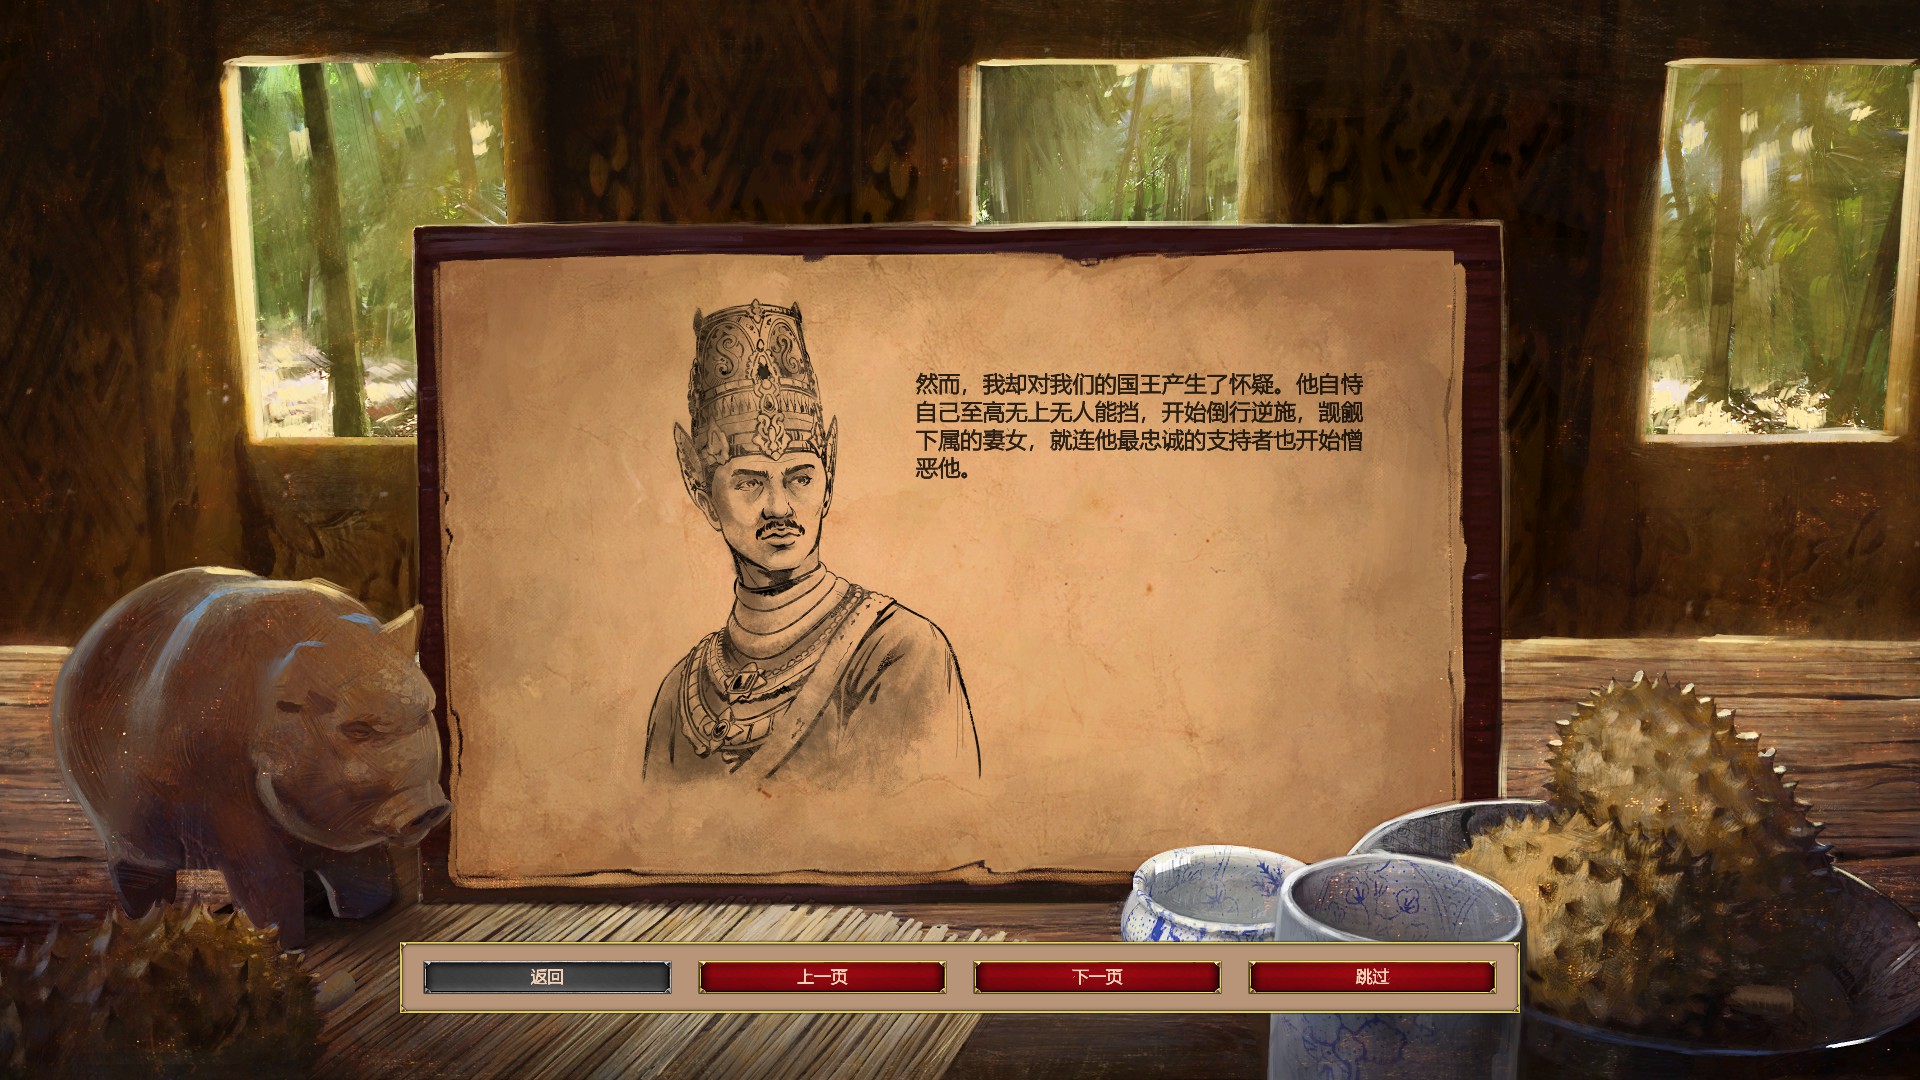 然而，我却对我们的国王产生了怀疑。他自恃
自己至高无上无人能挡，开始倒行逆施，觊觎
下属的妻女，就连他最忠诚的支持者也开始憎
恶他。
返回
上一页
下一页
跳过